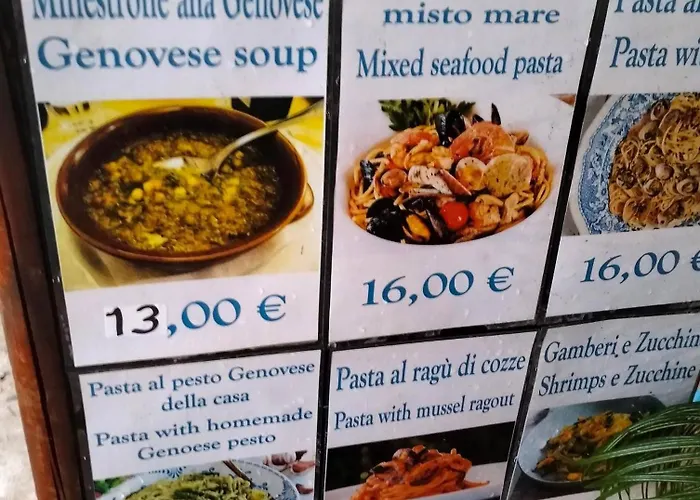 Minestrone alla Genovese
Genovese soup
13,00 €
misto mare
Mixed seafood pasta
16,00 €
Pasta al
Pasta wi
16,00 €
Pasta al pesto Genovese
della casa
Pasta with homemade
Genoese pesto
Pasta al ragù di cozze
Pasta with mussel ragout
Gamberi e Zucchin
Shrimps e Zucchine